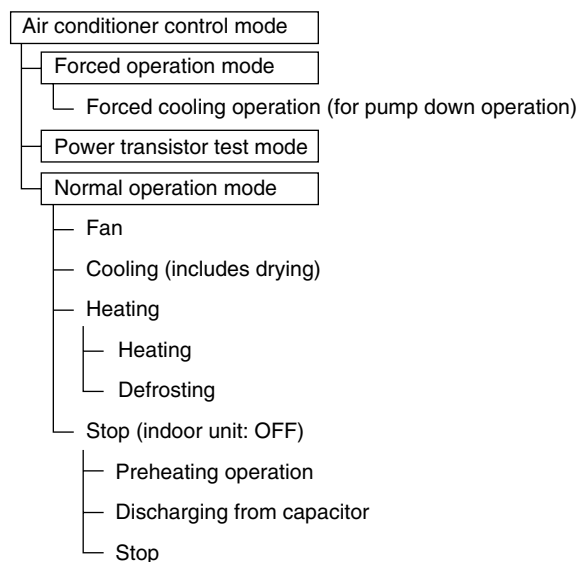 Air conditioner control mode
Forced operation mode
Forced cooling operation (for pump down operation)
Power transistor test mode
Normal operation mode
Fan
Cooling (includes drying)
Heating
Heating
Defrosting
Stop (indoor unit: OFF)
Preheating operation
Discharging from capacitor
Stop